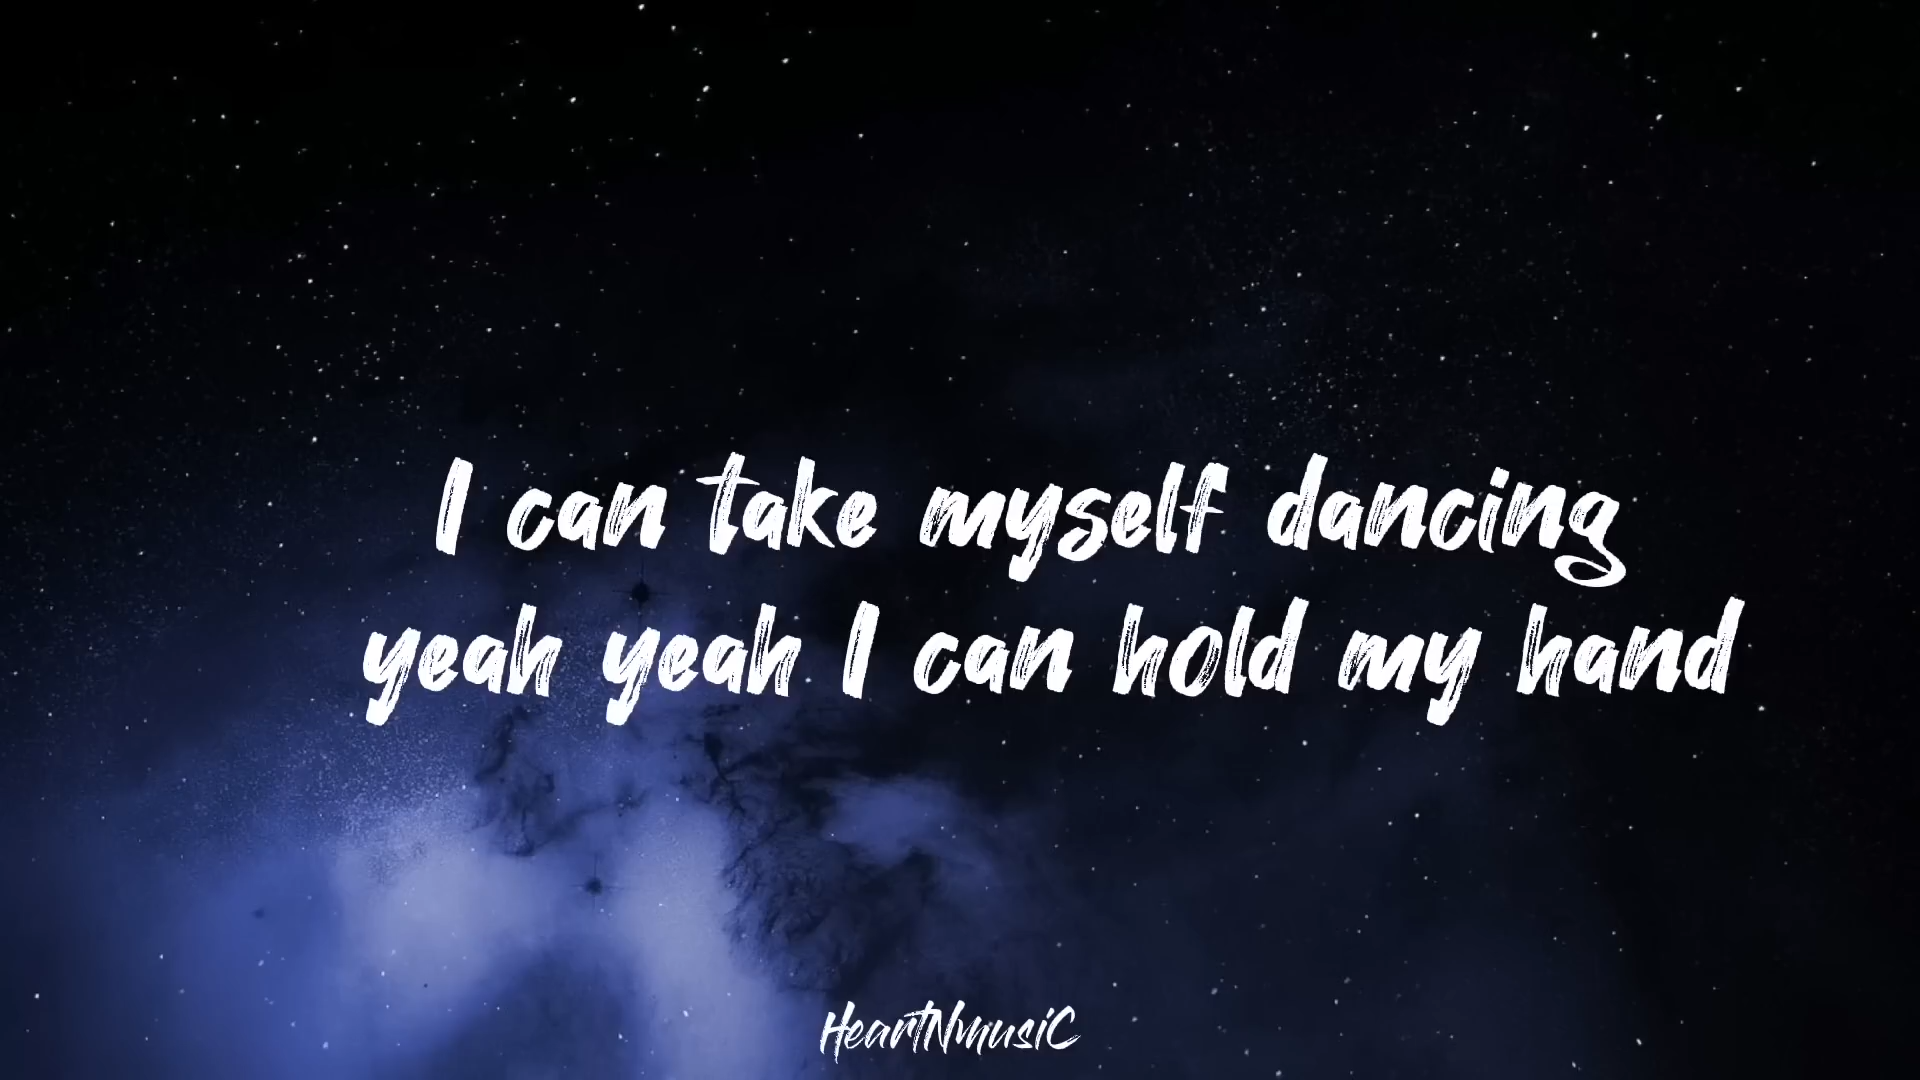 I can take myself dancing
yeah yeah I can hold my hand
HeartNmusiC